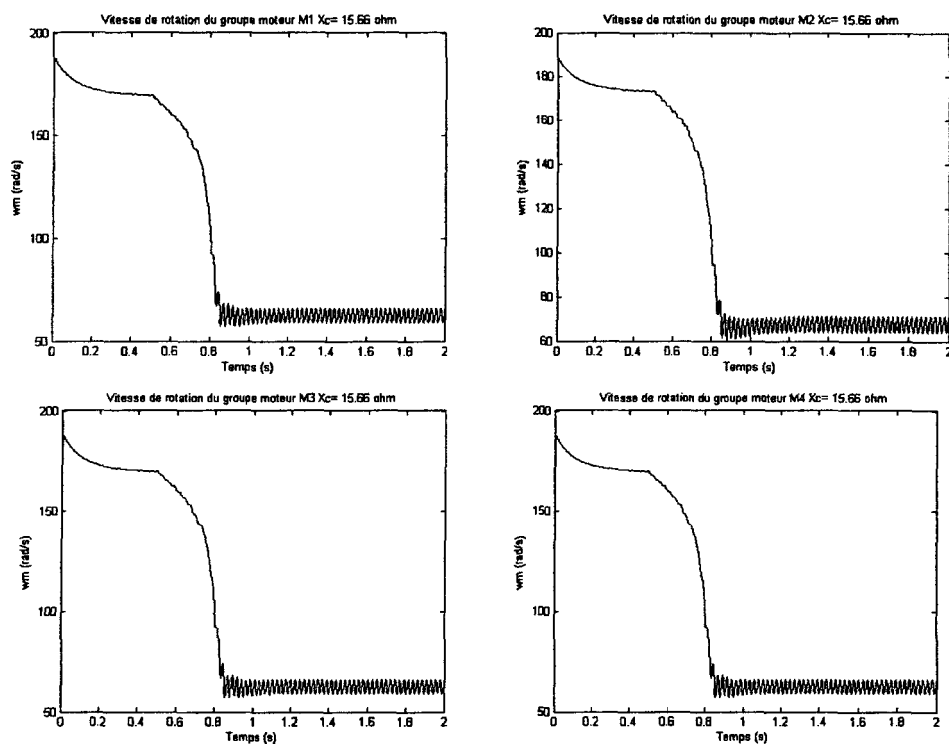 Vitesse de rotation du groupe moteur M1 Xc= 15.66 ohm
200
150
100
50
wm (rad/s)
0 0.2 0.4 0.6 0.8 1 1.2 1.4 1.6 1.8 2
Temps (s)
Vitesse de rotation du groupe moteur M2 Xc= 15.66 ohm
200
180
160
140
120
100
80
60
wm (rad/s)
0 0.2 0.4 0.6 0.8 1 1.2 1.4 1.6 1.8 2
Temps (s)
Vitesse de rotation du groupe moteur M3 Xc= 15.66 ohm
200
150
100
50
wm (rad/s)
0 0.2 0.4 0.6 0.8 1 1.2 1.4 1.6 1.8 2
Temps (s)
Vitesse de rotation du groupe moteur M4 Xc= 15.66 ohm
200
150
100
50
wm (rad/s)
0 0.2 0.4 0.6 0.8 1 1.2 1.4 1.6 1.8 2
Temps (s)